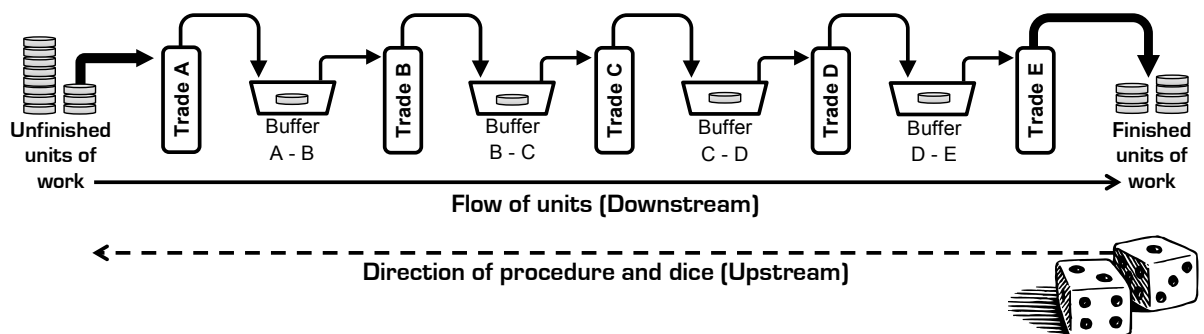 Unfinished
units of
work
Trade A
Buffer
A - B
Trade B
Buffer
B - C
Trade C
Buffer
C - D
Trade D
Buffer
D - E
Trade E
Finished
units of
work
Flow of units (Downstream)
Direction of procedure and dice (Upstream)